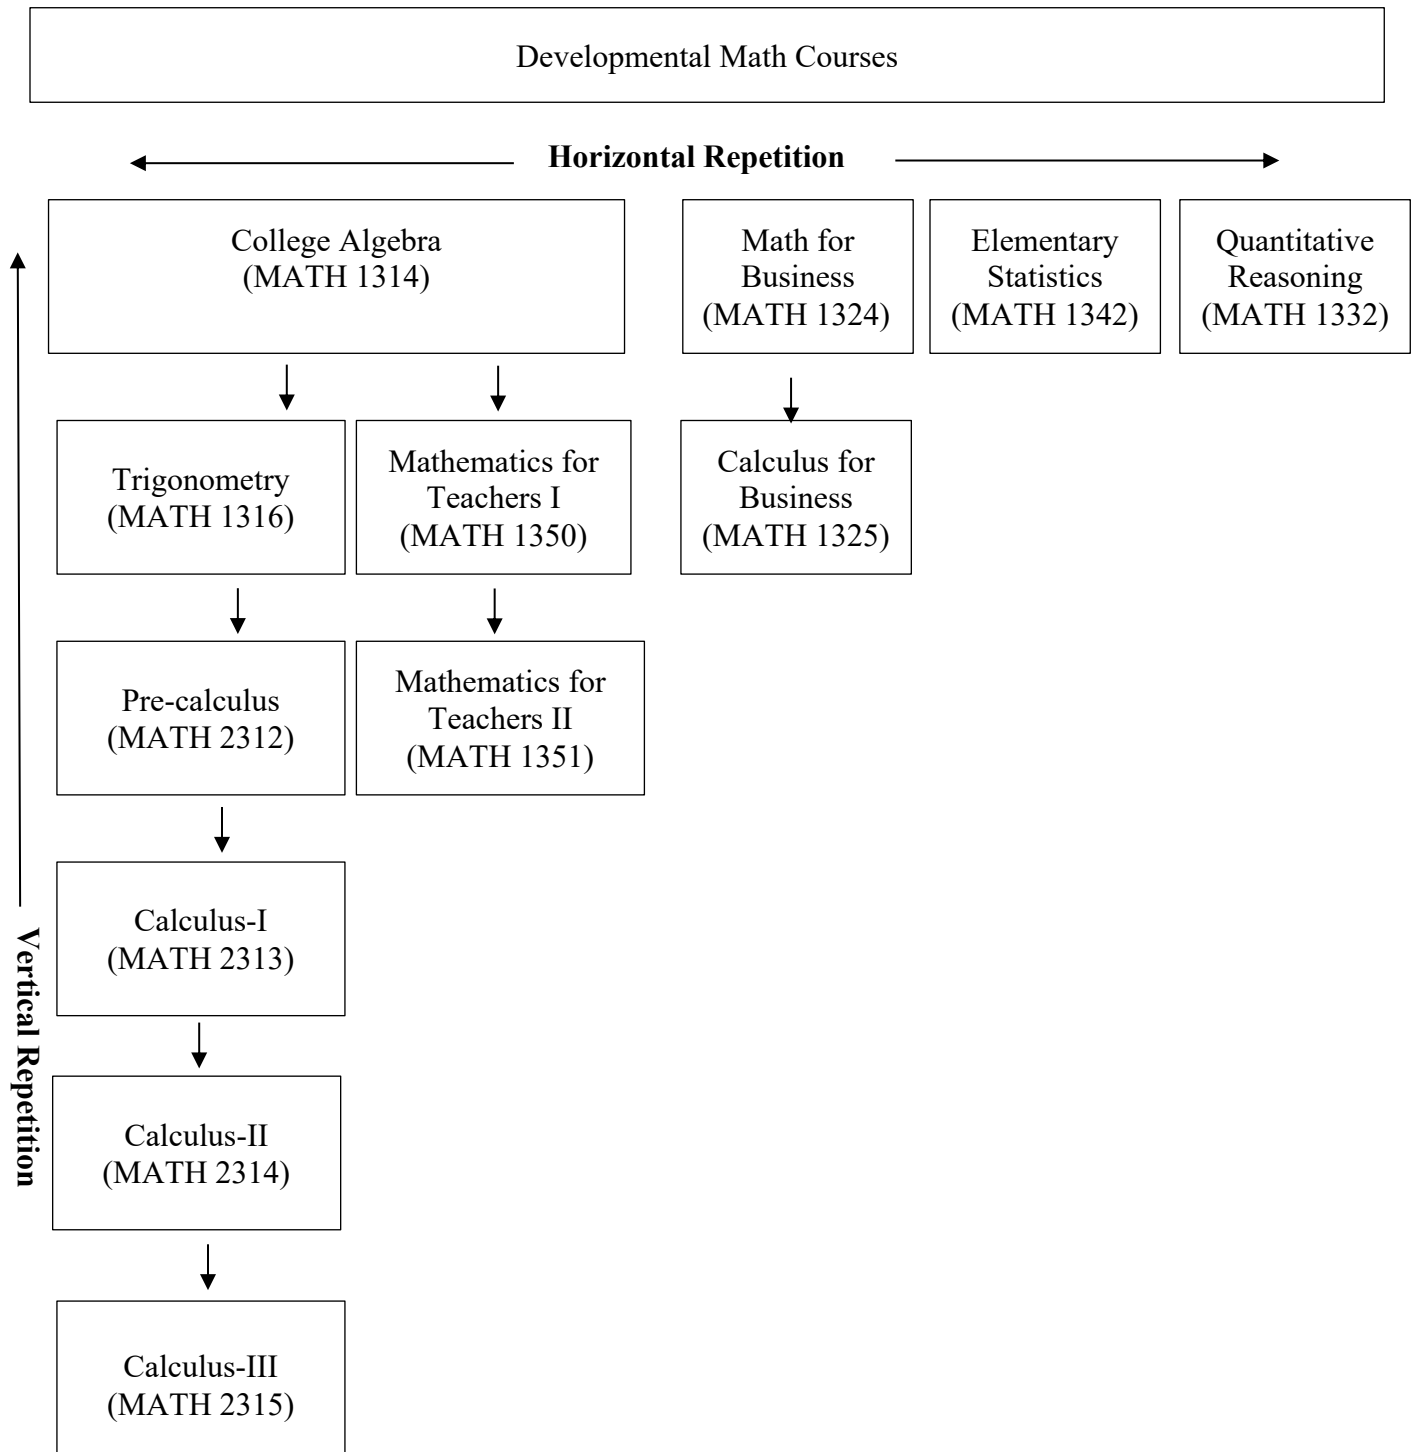 Developmental Math Courses
Horizontal Repetition
College Algebra
(MATH 1314)
Math for
Business
(MATH 1324)
Elementary
Statistics
(MATH 1342)
Quantitative
Reasoning
(MATH 1332)
Trigonometry
(MATH 1316)
Mathematics for
Teachers I
(MATH 1350)
Calculus for
Business
(MATH 1325)
Pre-calculus
(MATH 2312)
Mathematics for
Teachers II
(MATH 1351)
Calculus-I
(MATH 2313)
Vertical Repetition
Calculus-II
(MATH 2314)
Calculus-III
(MATH 2315)